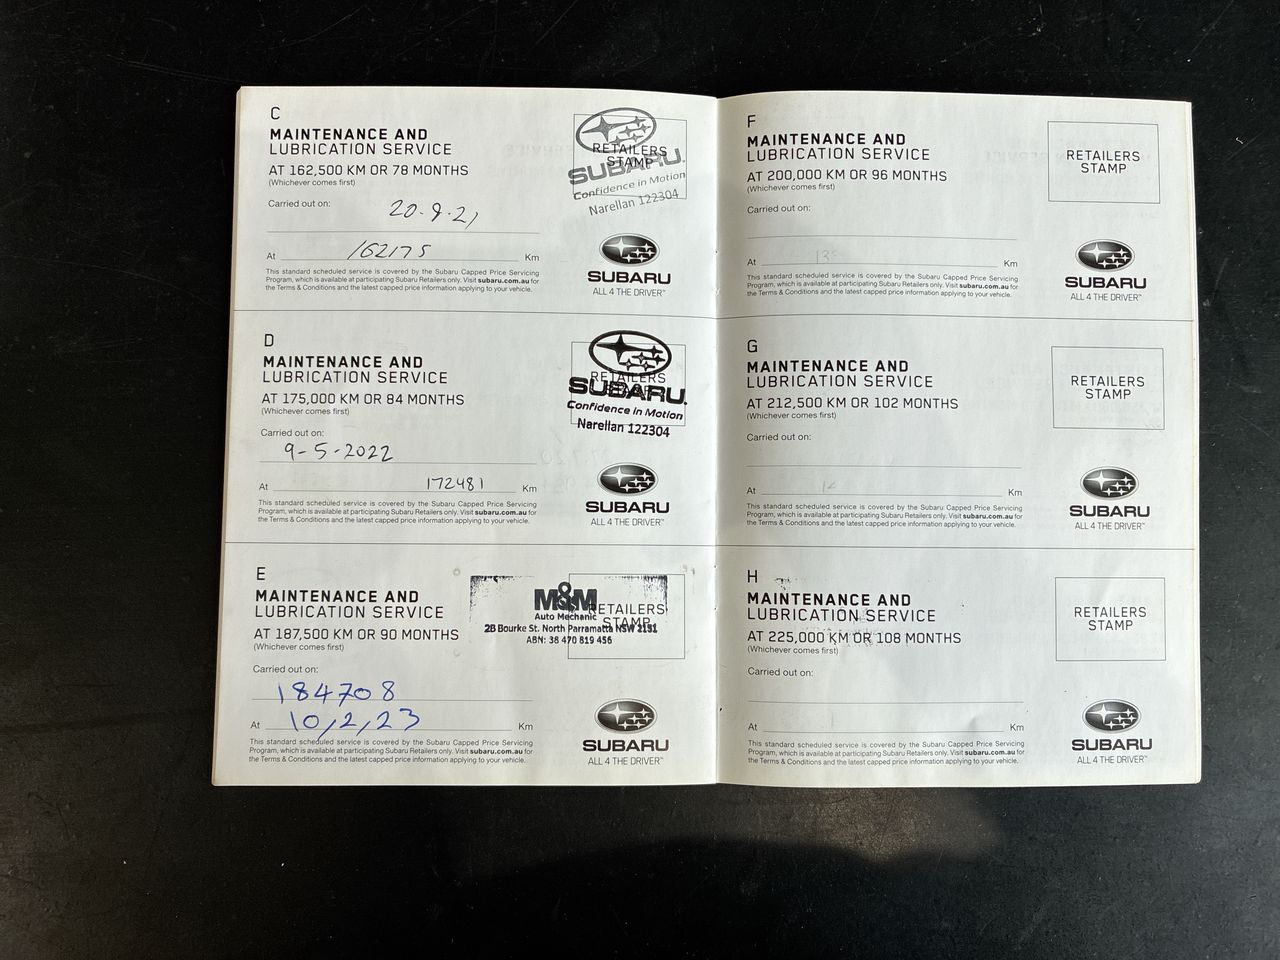 C
MAINTENANCE AND
LUBRICATION SERVICE
AT 162,500 KM OR 78 MONTHS
(Whichever comes first)
Carried out on:
20.9.21
At 162175 Km
This standard scheduled service is covered by the Subaru Capped Price Servicing
Program, which is available at participating Subaru Retailers only. Visit subaru.com.au for
the Terms & Conditions and the latest capped price information applying to your vehicle.
RETAILERS
STAMP
SUBARU.
Confidence in Motion
Narellan 122304
SUBARU
ALL 4 THE DRIVER™
D
MAINTENANCE AND
LUBRICATION SERVICE
AT 175,000 KM OR 84 MONTHS
(Whichever comes first)
Carried out on:
9-5-2022
At 172481 Km
This standard scheduled service is covered by the Subaru Capped Price Servicing
Program, which is available at participating Subaru Retailers only. Visit subaru.com.au for
the Terms & Conditions and the latest capped price information applying to your vehicle.
RETAILERS
SUBARU.
Confidence in Motion
Narellan 122304
SUBARU
ALL 4 THE DRIVER™
E
MAINTENANCE AND
LUBRICATION SERVICE
AT 187,500 KM OR 90 MONTHS
(Whichever comes first)
Carried out on:
184708
At 10/2/23 Km
This standard scheduled service is covered by the Subaru Capped Price Servicing
Program, which is available at participating Subaru Retailers only. Visit subaru.com.au for
the Terms & Conditions and the latest capped price information applying to your vehicle.
M&M
Auto Mechanic
RETAILERS
STAMP
2B Bourke St. North Parramatta NSW 2151
ABN: 38 470 819 456
SUBARU
ALL 4 THE DRIVER™
F
MAINTENANCE AND
LUBRICATION SERVICE
AT 200,000 KM OR 96 MONTHS
(Whichever comes first)
Carried out on:
At Km
This standard scheduled service is covered by the Subaru Capped Price Servicing
Program, which is available at participating Subaru Retailers only. Visit subaru.com.au for
the Terms & Conditions and the latest capped price information applying to your vehicle.
RETAILERS
STAMP
SUBARU
ALL 4 THE DRIVER™
G
MAINTENANCE AND
LUBRICATION SERVICE
AT 212,500 KM OR 102 MONTHS
(Whichever comes first)
Carried out on:
At Km
This standard scheduled service is covered by the Subaru Capped Price Servicing
Program, which is available at participating Subaru Retailers only. Visit subaru.com.au for
the Terms & Conditions and the latest capped price information applying to your vehicle.
RETAILERS
STAMP
SUBARU
ALL 4 THE DRIVER™
H
MAINTENANCE AND
LUBRICATION SERVICE
AT 225,000 KM OR 108 MONTHS
(Whichever comes first)
Carried out on:
At Km
This standard scheduled service is covered by the Subaru Capped Price Servicing
Program, which is available at participating Subaru Retailers only. Visit subaru.com.au for
the Terms & Conditions and the latest capped price information applying to your vehicle.
RETAILERS
STAMP
SUBARU
ALL 4 THE DRIVER™